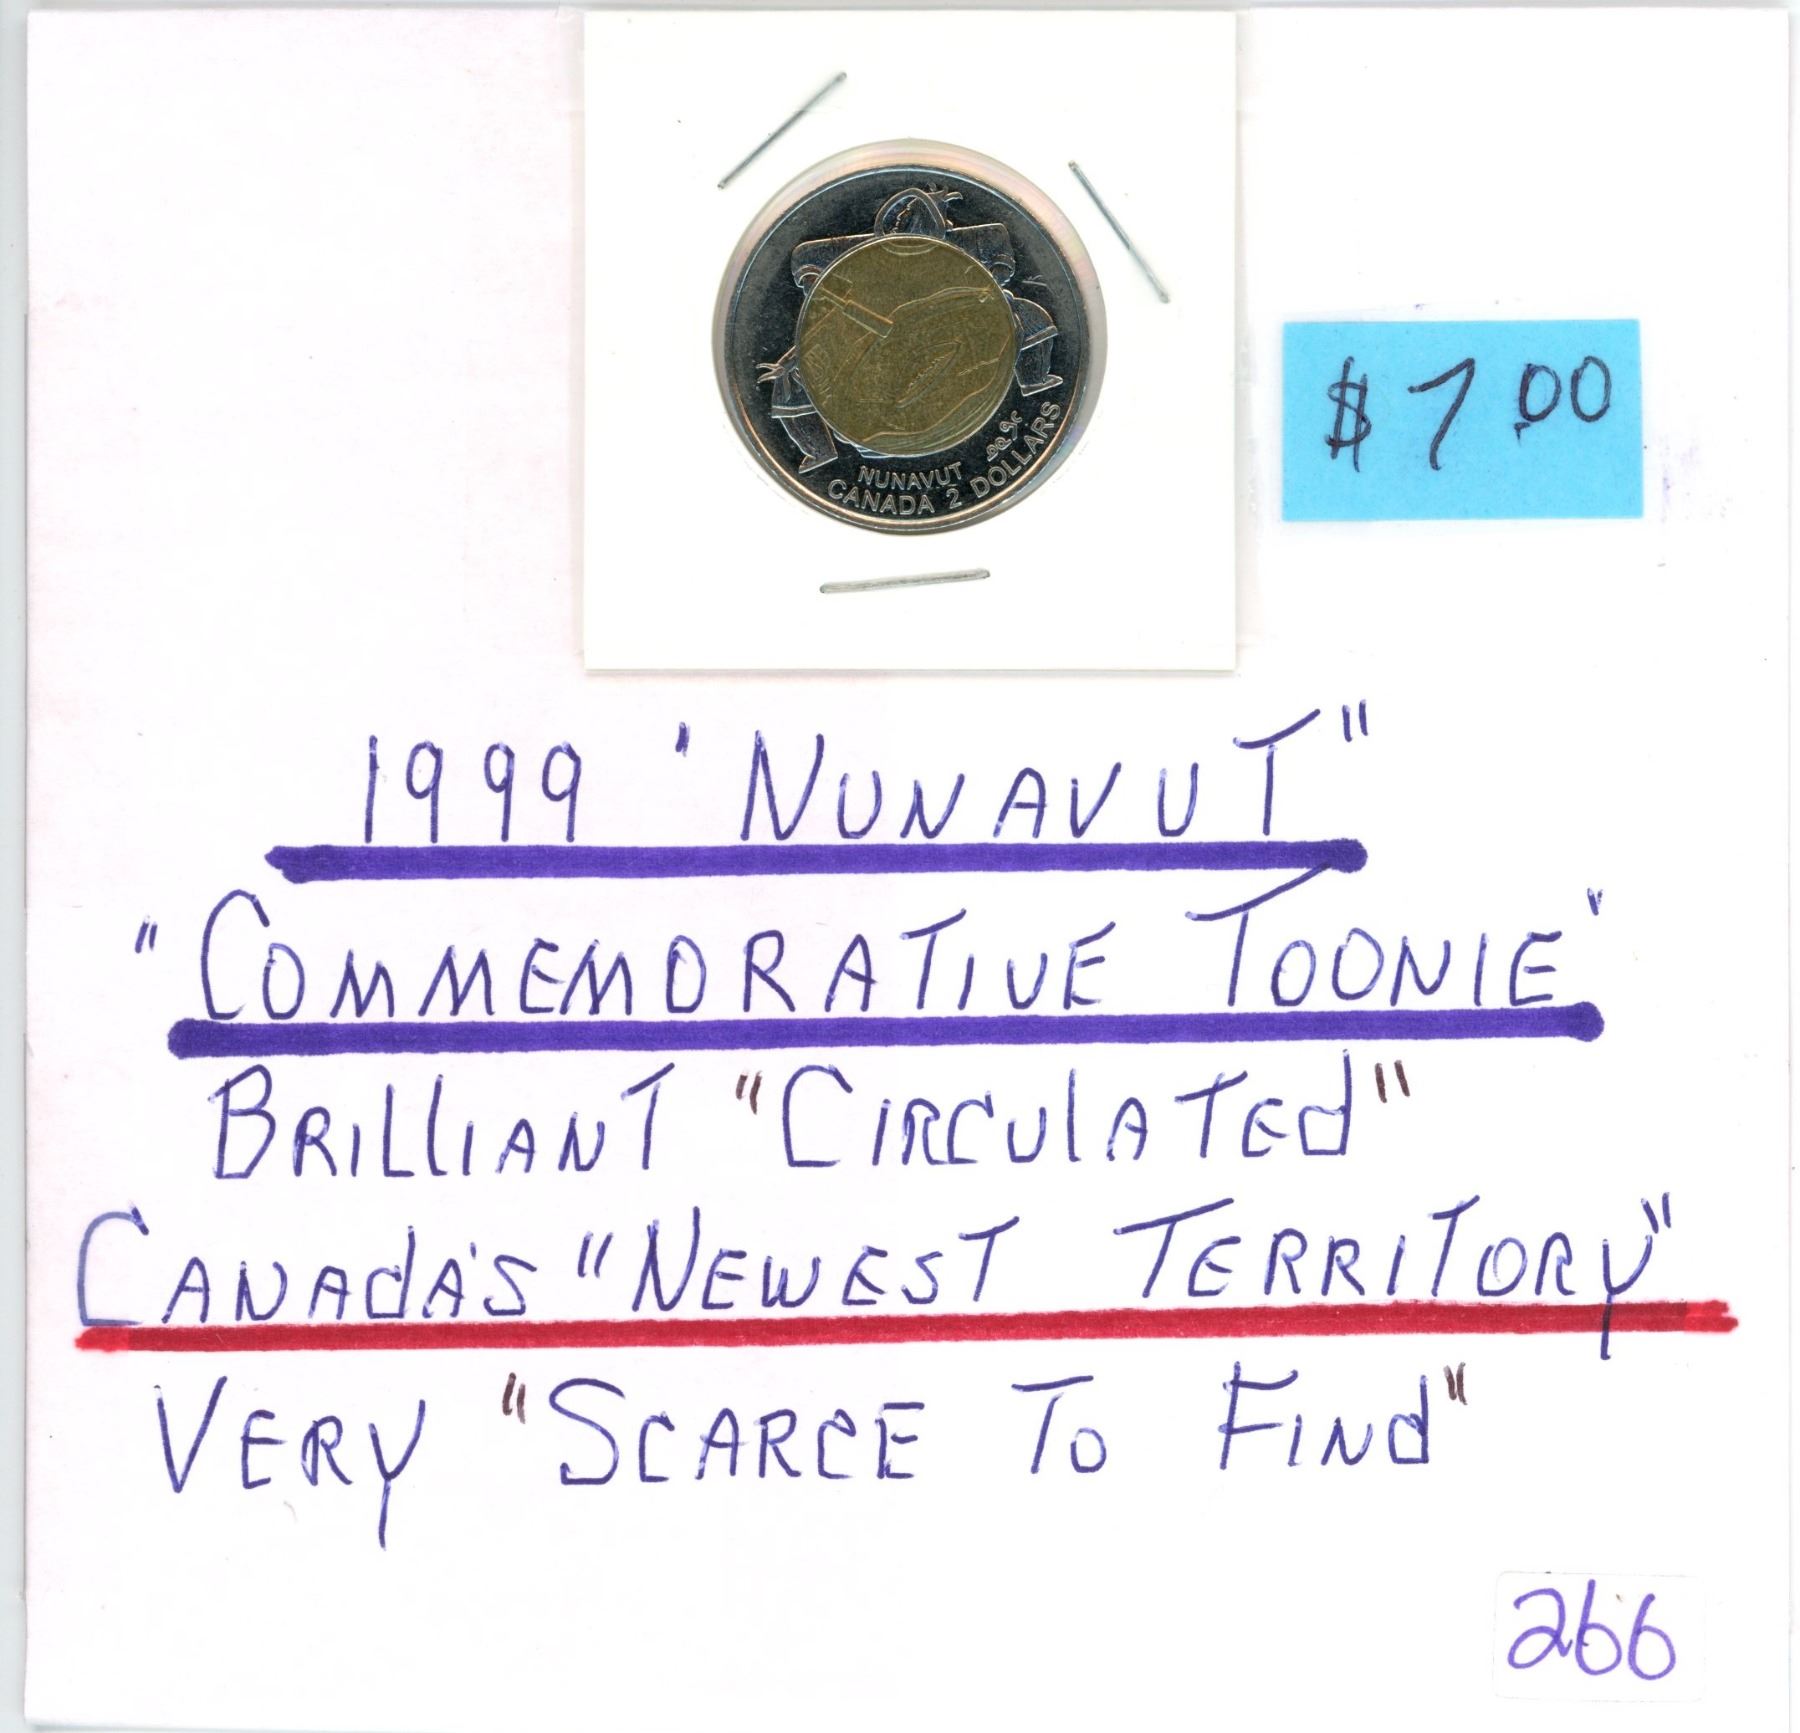 NUNAVUT
CANADA 2 DOLLARS
$7.00
1999 'NUNAVUT"
"COMMEMORATIVE TOONIE"
BRILLIANT "CIRCULATED"
CANADA'S "NEWEST TERRITORY"
VERY "SCARCE TO FIND"
266